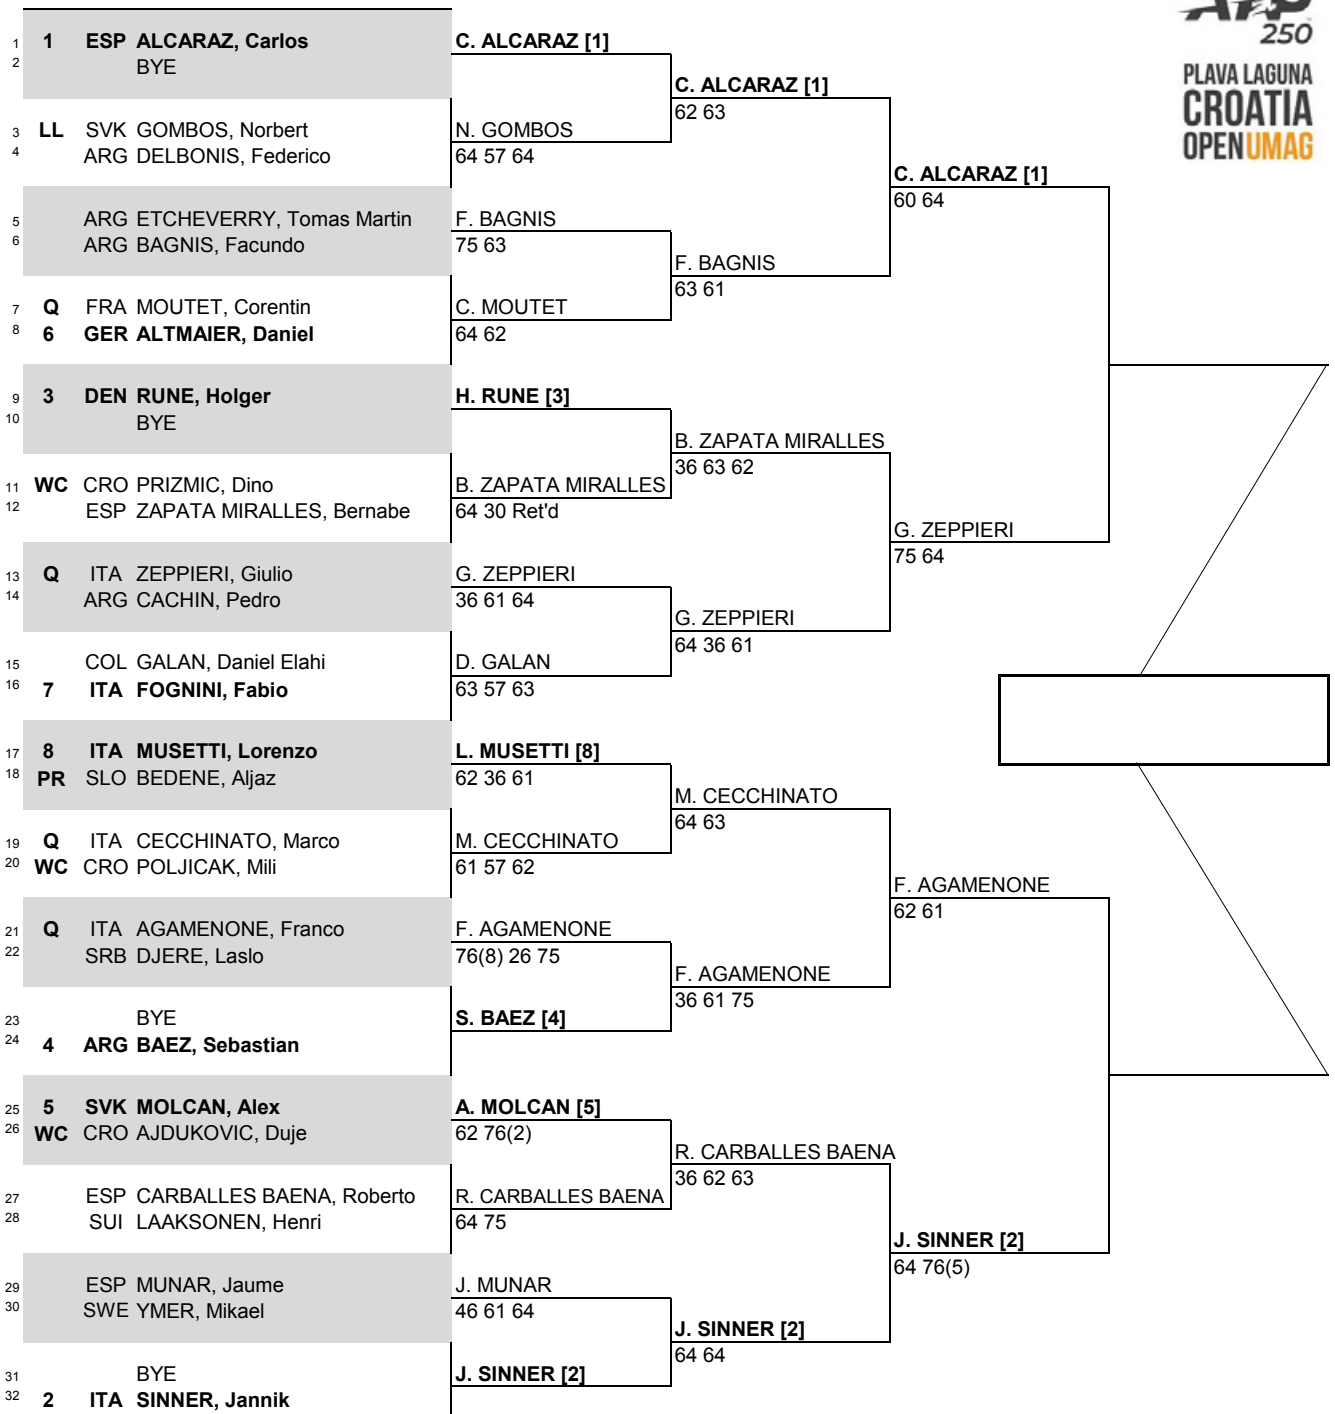 ATP
250
PLAVA LAGUNA
CROATIA
OPEN UMAG
1 1 ESP ALCARAZ, Carlos
2 BYE
3 LL SVK GOMBOS, Norbert
4 ARG DELBONIS, Federico
5 ARG ETCHEVERRY, Tomas Martin
6 ARG BAGNIS, Facundo
7 Q FRA MOUTET, Corentin
8 6 GER ALTMAIER, Daniel
9 3 DEN RUNE, Holger
10 BYE
11 WC CRO PRIZMIC, Dino
12 ESP ZAPATA MIRALLES, Bernabe
13 Q ITA ZEPPIERI, Giulio
14 ARG CACHIN, Pedro
15 COL GALAN, Daniel Elahi
16 7 ITA FOGNINI, Fabio
17 8 ITA MUSETTI, Lorenzo
18 PR SLO BEDENE, Aljaz
19 Q ITA CECCHINATO, Marco
20 WC CRO POLJICAK, Mili
21 Q ITA AGAMENONE, Franco
22 SRB DJERE, Laslo
23 BYE
24 4 ARG BAEZ, Sebastian
25 5 SVK MOLCAN, Alex
26 WC CRO AJDUKOVIC, Duje
27 ESP CARBALLES BAENA, Roberto
28 SUI LAAKSONEN, Henri
29 ESP MUNAR, Jaume
30 SWE YMER, Mikael
31 BYE
32 2 ITA SINNER, Jannik
C. ALCARAZ [1]
N. GOMBOS
64 57 64
F. BAGNIS
75 63
C. MOUTET
64 62
H. RUNE [3]
B. ZAPATA MIRALLES
64 30 Ret'd
G. ZEPPIERI
36 61 64
D. GALAN
63 57 63
L. MUSETTI [8]
62 36 61
M. CECCHINATO
61 57 62
F. AGAMENONE
76(8) 26 75
S. BAEZ [4]
A. MOLCAN [5]
62 76(2)
R. CARBALLES BAENA
64 75
J. MUNAR
46 61 64
J. SINNER [2]
C. ALCARAZ [1]
62 63
F. BAGNIS
63 61
B. ZAPATA MIRALLES
36 63 62
G. ZEPPIERI
64 36 61
M. CECCHINATO
64 63
F. AGAMENONE
36 61 75
R. CARBALLES BAENA
36 62 63
J. SINNER [2]
64 64
C. ALCARAZ [1]
60 64
G. ZEPPIERI
75 64
F. AGAMENONE
62 61
J. SINNER [2]
64 76(5)